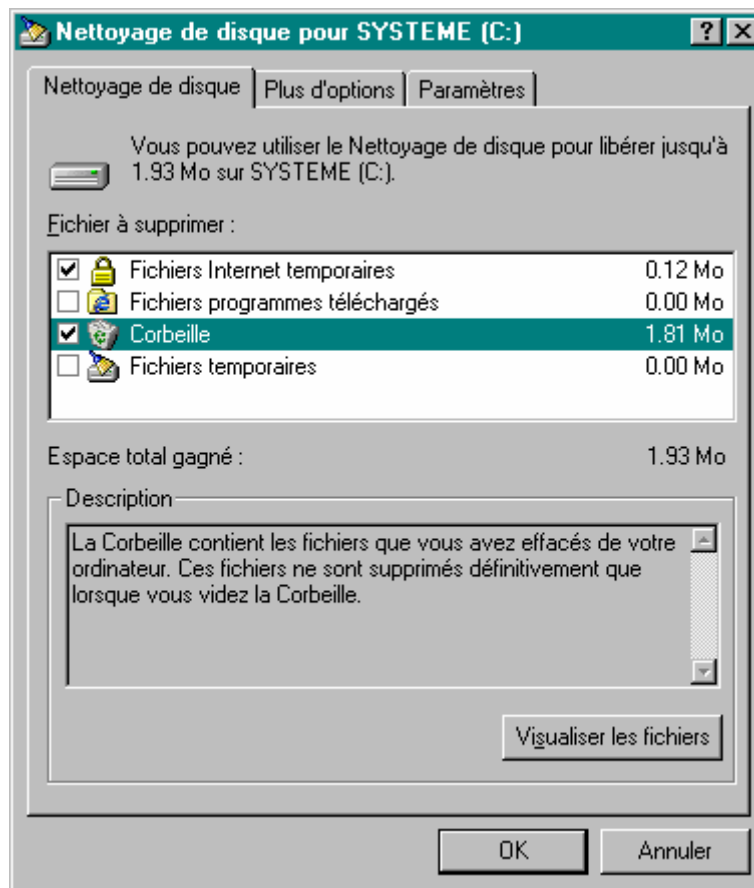 Nettoyage de disque pour SYSTEME (C:)
Nettoyage de disque Plus d'options Paramètres
Vous pouvez utiliser le Nettoyage de disque pour libérer jusqu'à
1.93 Mo sur SYSTEME (C:).
Fichier à supprimer :
Fichiers Internet temporaires 0.12 Mo
Fichiers programmes téléchargés 0.00 Mo
Corbeille 1.81 Mo
Fichiers temporaires 0.00 Mo
Espace total gagné : 1.93 Mo
Description
La Corbeille contient les fichiers que vous avez effacés de votre
ordinateur. Ces fichiers ne sont supprimés définitivement que
lorsque vous videz la Corbeille.
Visualiser les fichiers
OK Annuler